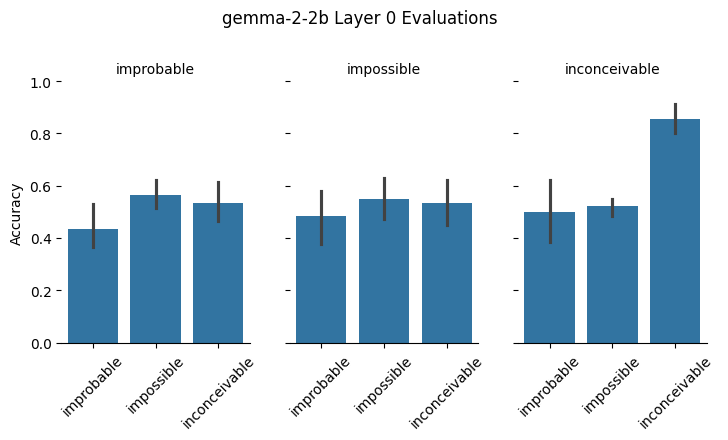 gemma-2-2b Layer 0 Evaluations
improbable
impossible
inconceivable
Accuracy
1.0
0.8
0.6
0.4
0.2
0.0
improbable
impossible
inconceivable
improbable
impossible
inconceivable
improbable
impossible
inconceivable